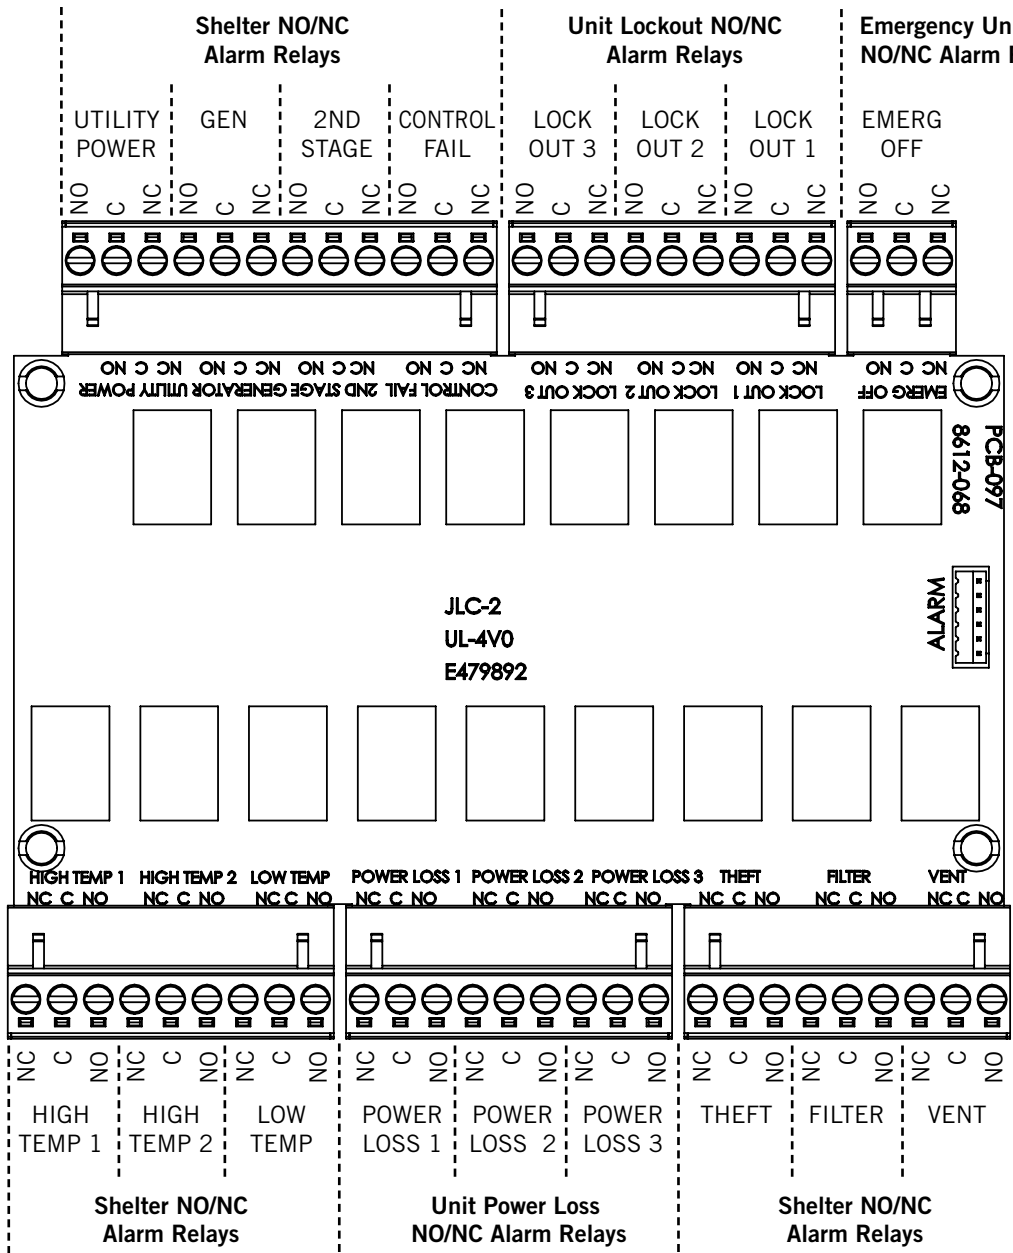 Shelter NO/NC
Alarm Relays
Unit Lockout NO/NC
Alarm Relays
Emergency Un
NO/NC Alarm
UTILITY
POWER
GEN
2ND
STAGE
CONTROL
FAIL
LOCK
OUT 3
LOCK
OUT 2
LOCK
OUT 1
EMERG
OFF
NO C NC NO C NC NO C NC NO C NC NO C NC NO C NC NO C NC NO C NC
NO C NC NO C NC NO C NC NO C NC NO C NC NO C NC NO C NC NO C NC
UTILITY POWER
GENERATOR
2ND STAGE
CONTROL FAIL
LOCK OUT 3
LOCK OUT 2
LOCK OUT 1
EMERG OFF
PCB-097
8612-068
ALARM
JLC-2
UL-4V0
E479892
HIGH TEMP 1 HIGH TEMP 2 LOW TEMP POWER LOSS 1 POWER LOSS 2 POWER LOSS 3 THEFT FILTER VENT
NC C NO NC C NO NC C NO NC C NO NC C NO NC C NO NC C NO NC C NO NC C NO
NC C NO NC C NO NC C NO NC C NO NC C NO NC C NO NC C NO NC C NO NC C NO
HIGH
TEMP 1
HIGH
TEMP 2
LOW
TEMP
POWER
LOSS 1
POWER
LOSS 2
POWER
LOSS 3
THEFT
FILTER
VENT
Shelter NO/NC
Alarm Relays
Unit Power Loss
NO/NC Alarm Relays
Shelter NO/NC
Alarm Relays